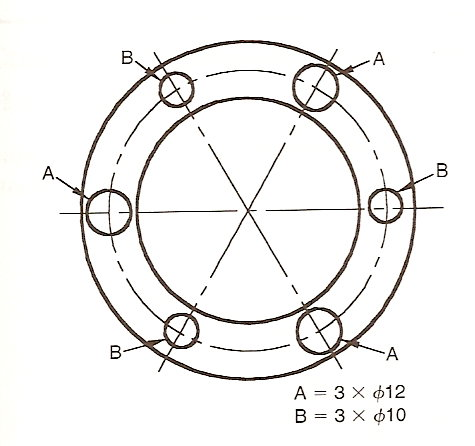 B
A
A
B
B
A
A = 3 × ϕ12
B = 3 × ϕ10